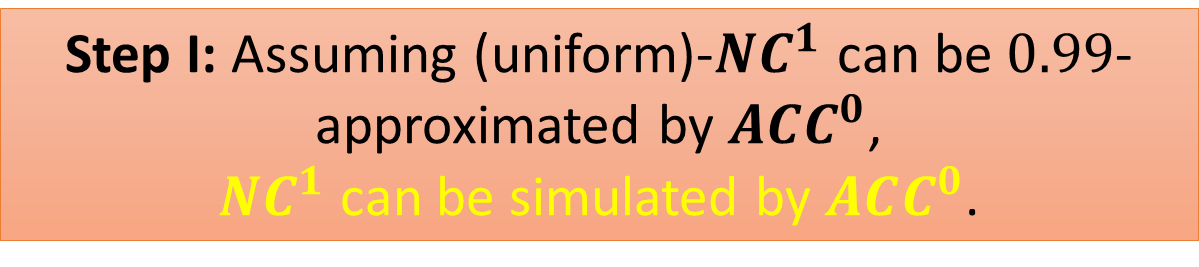 Step I: Assuming (uniform)-NC¹ can be 0.99-
approximated by ACC⁰,
NC¹ can be simulated by ACC⁰.